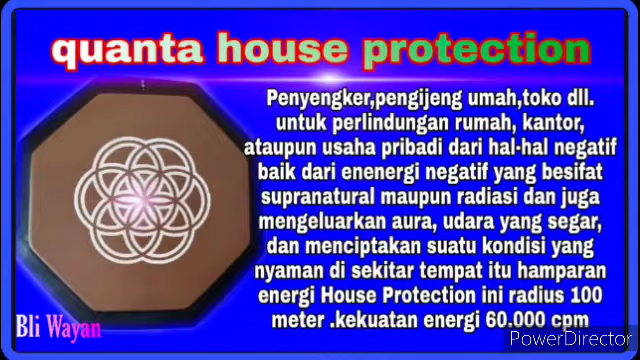 quanta house protection
Penyengker,pengijeng umah,toko dll.
untuk perlindungan rumah, kantor,
ataupun usaha pribadi dari hal-hal negatif
baik dari enenergi negatif yang besifat
supranatural maupun radiasi dan juga
mengeluarkan aura, udara yang segar,
dan menciptakan suatu kondisi yang
nyaman di sekitar tempat itu hamparan
energi House Protection ini radius 100
meter .kekuatan energi 60.000 cpm
Bli Wayan
PowerDirector